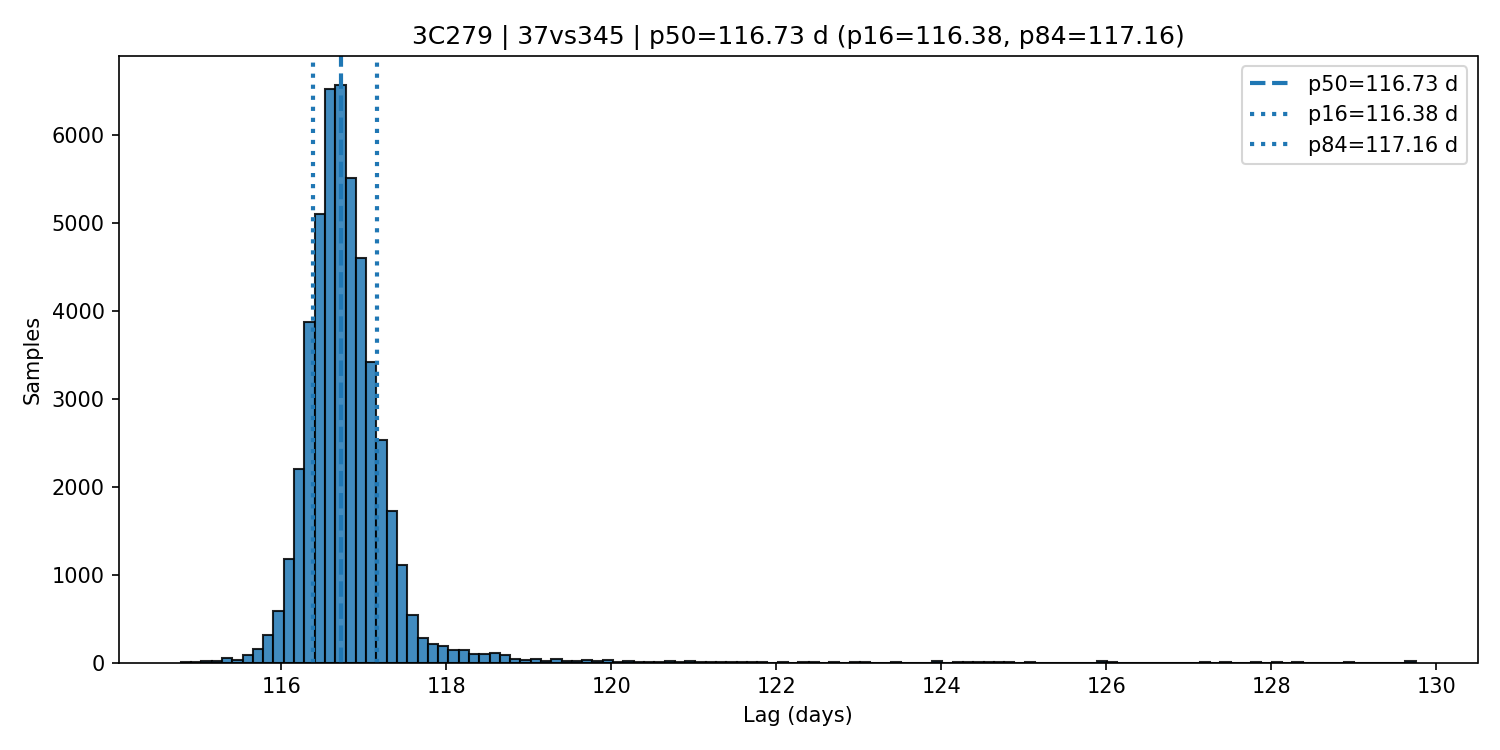 3C279 | 37vs345 | p50=116.73 d (p16=116.38, p84=117.16)
p50=116.73 d
p16=116.38 d
p84=117.16 d
6000
5000
4000
3000
2000
1000
0
Samples
116
118
120
122
124
126
128
130
Lag (days)